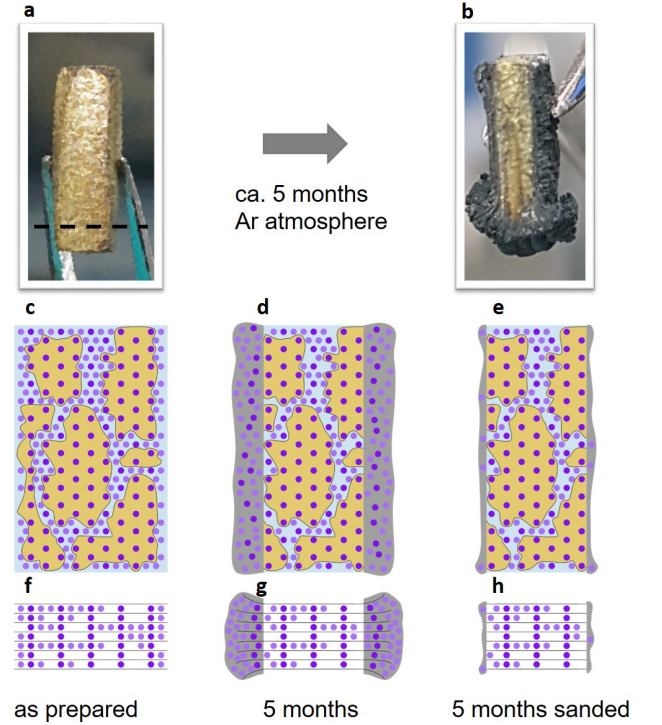 a
b
ca. 5 months
Ar atmosphere
c
d
e
f
g
h
as prepared
5 months
5 months sanded